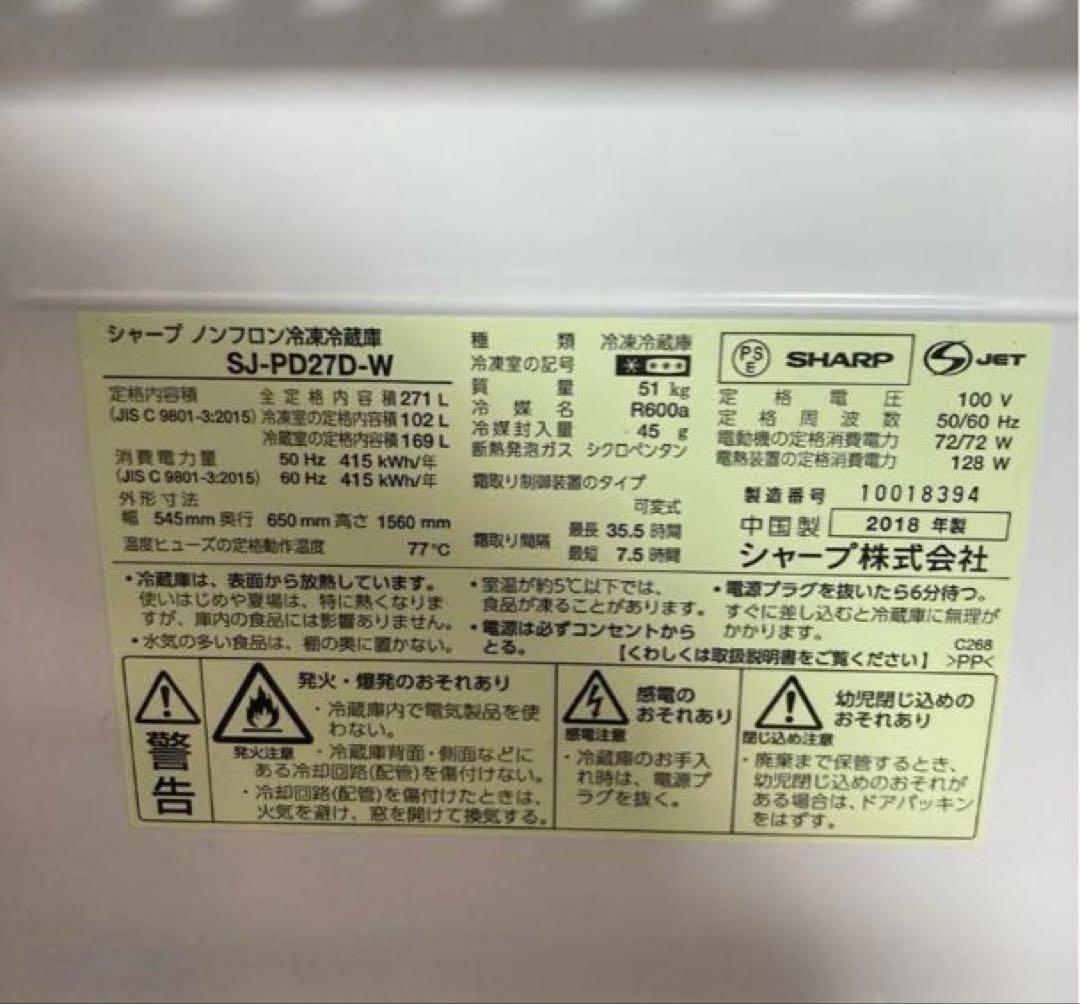 シャープ ノンフロン冷凍冷蔵庫
SJ-PD27D-W
定格内容積 全定格内容積 271 L
(JIS C 9801-3:2015) 冷凍室の定格内容積 102 L
冷蔵室の定格内容積 169 L
消費電力量 50 Hz 415 kWh/年
(JIS C 9801-3:2015) 60 Hz 415 kWh/年
外形寸法
幅 545mm 奥行 650mm 高さ 1560 mm
温度ヒューズの定格動作温度 77℃
種類 冷凍冷蔵庫
冷凍室の記号
質量 51 kg
冷媒名 R600a
冷媒封入量 45 g
断熱発泡ガス シクロペンタン
霜取り制御装置のタイプ
可変式
霜取り間隔 最長 35.5 時間
最短 7.5 時間
PSE SHARP
JET
定格電圧 100 V
定格周波数 50/60 Hz
電動機の定格消費電力 72/72 W
電熱装置の定格消費電力 128 W
製造番号 10018394
中国製 2018 年製
シャープ株式会社
・冷蔵庫は、表面から放熱しています。
使いはじめや夏場は、特に熱くなりま
すが、庫内の食品には影響ありません。
・水気の多い食品は、棚の奥に置かない。
・室温が約5℃以下では、
食品が凍ることがあります。
・電源は必ずコンセントから
とる。
・電源プラグを抜いたら6分待つ。
すぐに差し込むと冷蔵庫に無理が
かかります。
【くわしくは取扱説明書をご覧ください】
C268
>PP<
警告
発火・爆発のおそれあり
発火注意
・冷蔵庫内で電気製品を使
わない。
・冷蔵庫背面・側面などに
ある冷却回路(配管)を傷付けない。
・冷却回路(配管)を傷付けたときは、
火気を避け、窓を開けて換気する。
感電の
おそれあり
感電注意
・冷蔵庫のお手入
れ時は、電源プ
ラグを抜く。
幼児閉じ込めの
おそれあり
閉じ込め注意
・廃棄まで保管するとき、
幼児閉じ込めのおそれが
ある場合は、ドアパッキン
をはずす。